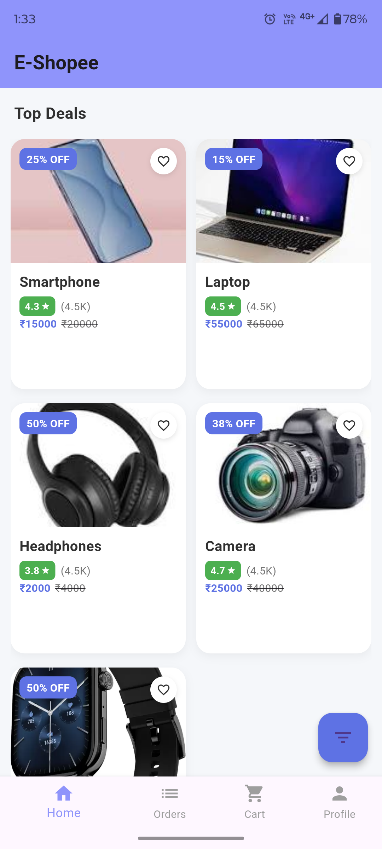 1:33 VoLTE 4G+ 78%
E-Shopee
Top Deals
25% OFF
Smartphone
4.3 ★ (4.5K)
₹15000 ₹20000
15% OFF
Laptop
4.5 ★ (4.5K)
₹55000 ₹65000
50% OFF
Headphones
3.8 ★ (4.5K)
₹2000 ₹4000
38% OFF
Camera
4.7 ★ (4.5K)
₹25000 ₹40000
50% OFF
Home Orders Cart Profile